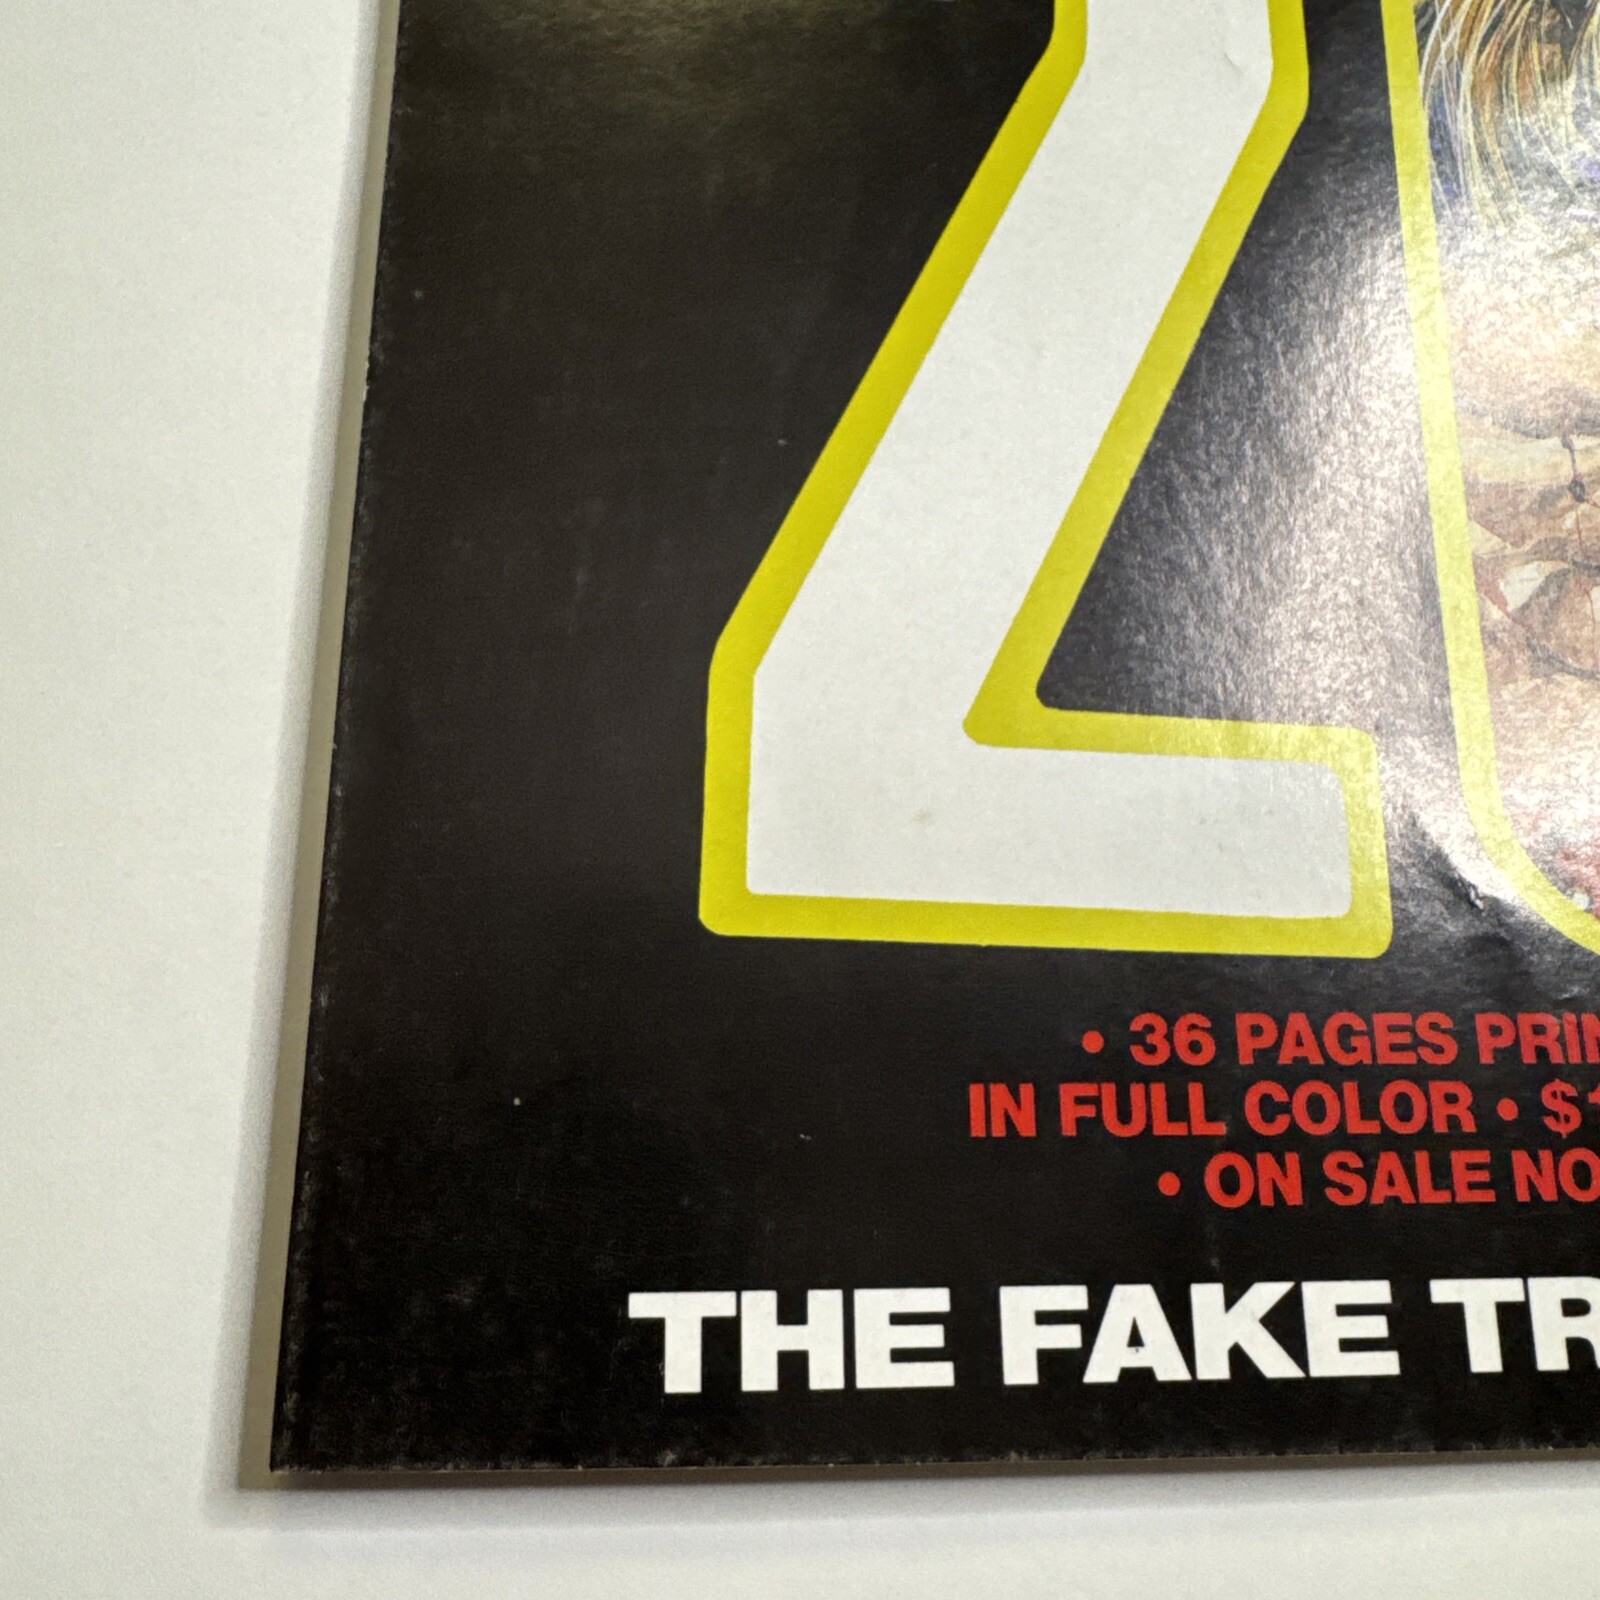 • 36 PAGES PRIN
IN FULL COLOR • $1
• ON SALE NO
THE FAKE TR